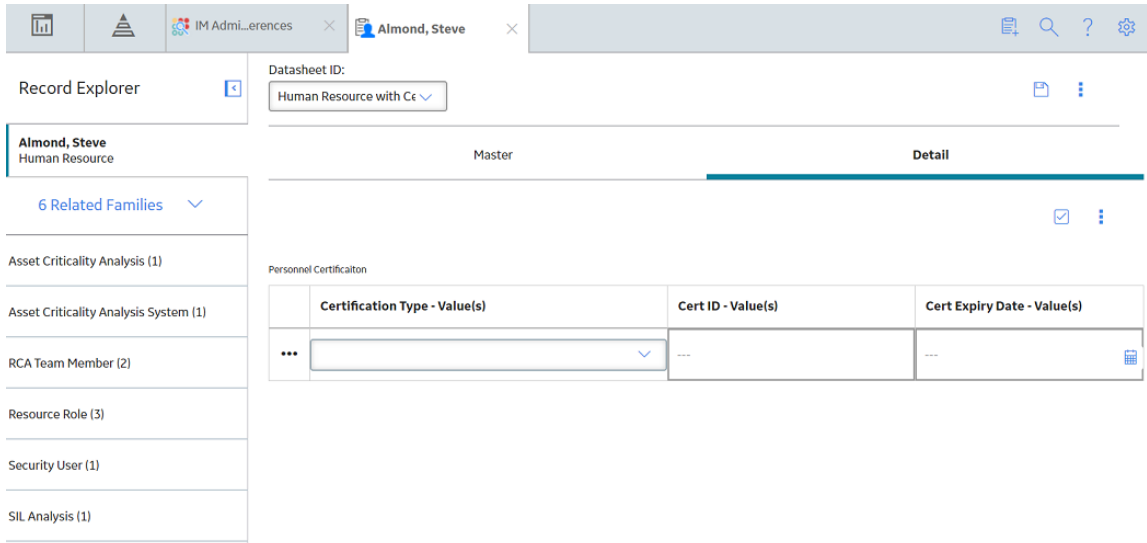 IM Admi...erences
Almond, Steve
Record Explorer
Almond, Steve
Human Resource
6 Related Families
Asset Criticality Analysis (1)
Asset Criticality Analysis System (1)
RCA Team Member (2)
Resource Role (3)
Security User (1)
SIL Analysis (1)
Datasheet ID:
Human Resource with Ce
Master
Detail
Personnel Certificaiton
Certification Type - Value(s)
Cert ID - Value(s)
Cert Expiry Date - Value(s)
---
---